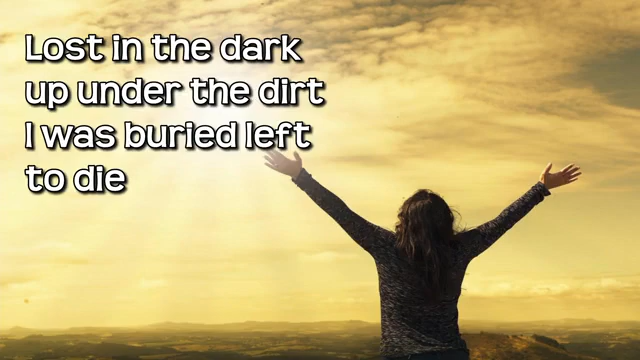 Lost in the dark
up under the dirt
I was buried left
to die